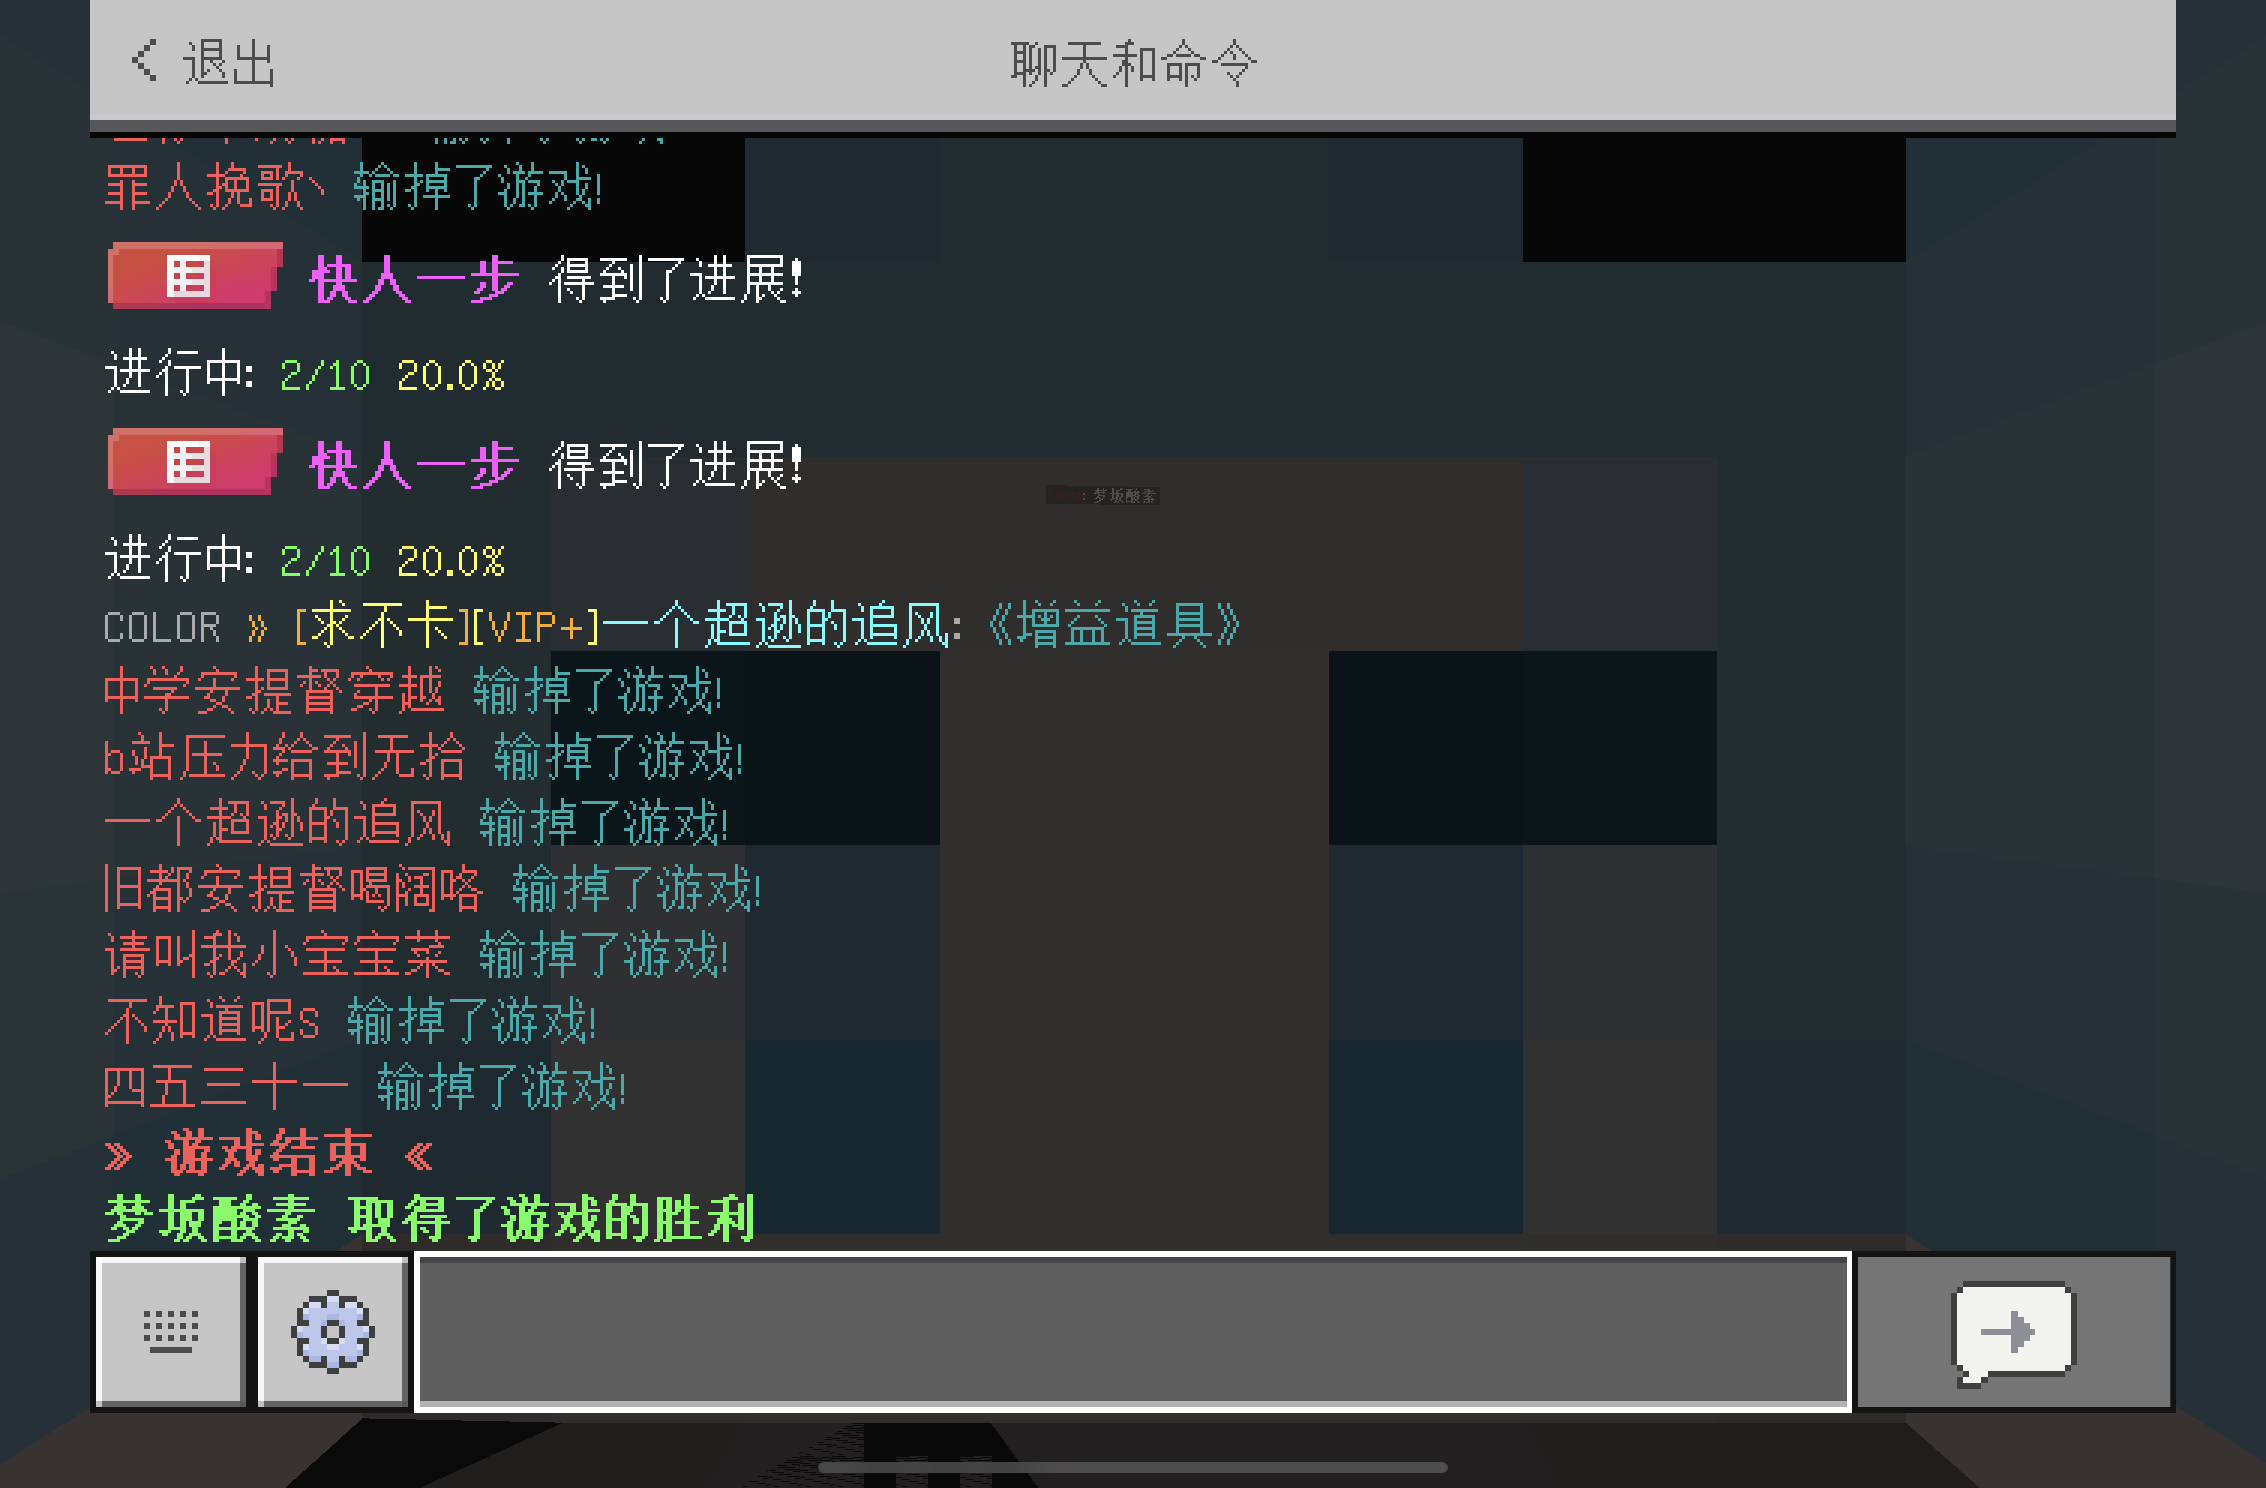 退出
聊天和命令
罪人挽歌丶 输掉了游戏!
快人一步 得到了进展!
进行中: 2/10 20.0%
快人一步 得到了进展!
进行中: 2/10 20.0%
: 梦坂酸素
COLOR » [求不卡][VIP+]一个超逊的追风: 《增益道具》
中学安提督穿越 输掉了游戏!
b站压力给到无拾 输掉了游戏!
一个超逊的追风 输掉了游戏!
旧都安提督喝阔咯 输掉了游戏!
请叫我小宝宝菜 输掉了游戏!
不知道呢s 输掉了游戏!
四五三十一 输掉了游戏!
» 游戏结束 «
梦坂酸素 取得了游戏的胜利